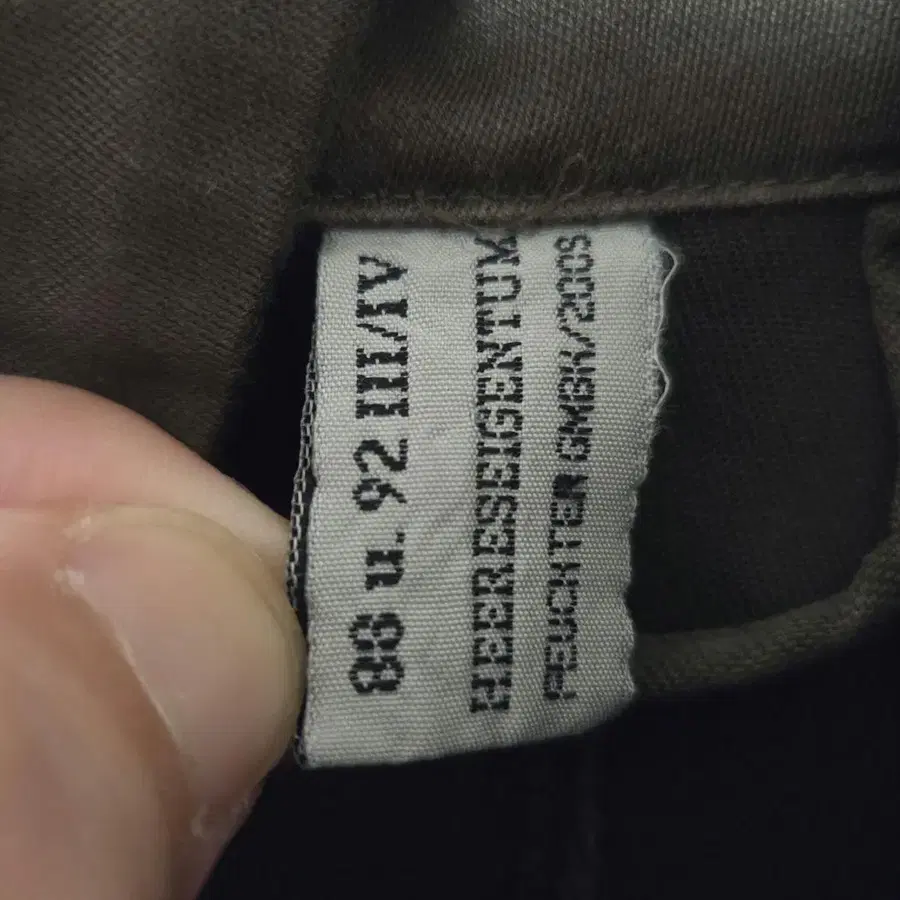 88 u. 92 III/IV
HEERESEIGENTUM
FEUCHTER GMBH/2005